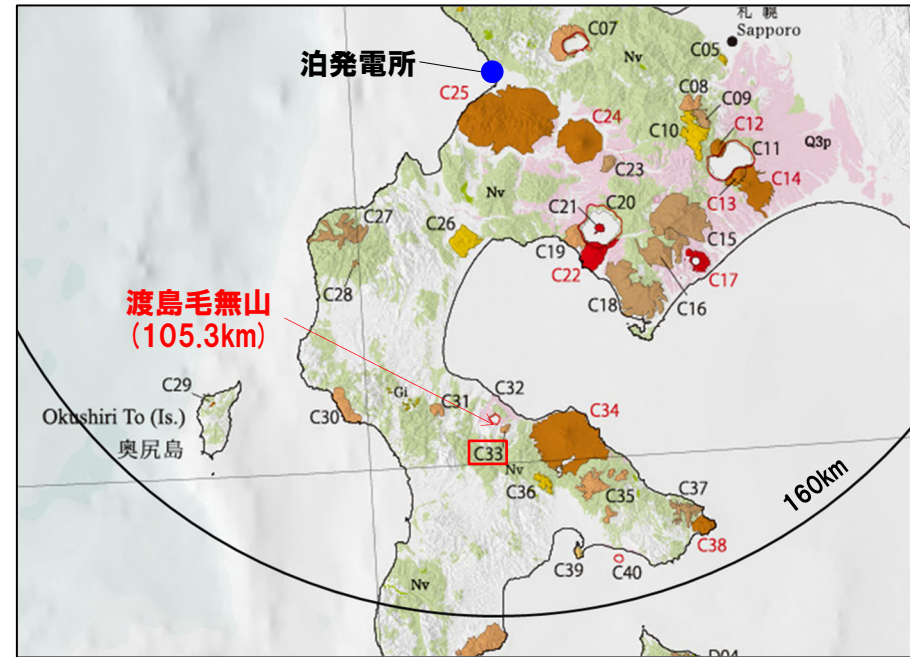 札幌
Sapporo
C07
C05
Nv
泊発電所
C25
C24
C08
C09
C10
C12
C11
Q3p
C23
C14
C13
Nv
C21
C20
C27
C26
C15
C19
C22
C17
C28
C16
C18
渡島毛無山
(105.3km)
C29
C32
Gi
C31
C34
Okushiri To (Is.)
C30
奥尻島
C33
Nv
C36
C35
C37
160km
C38
C39
C40
Nv
D04